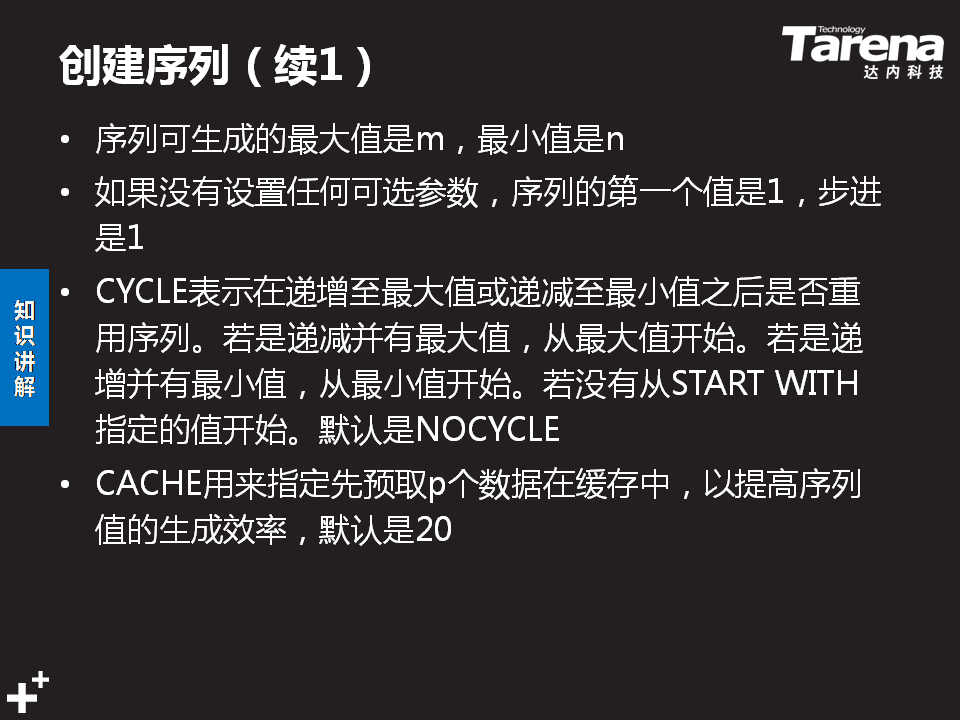 创建序列（续1）
Technology
Tarena
达内科技
• 序列可生成的最大值是m，最小值是n
• 如果没有设置任何可选参数，序列的第一个值是1，步进
是1
• CYCLE表示在递增至最大值或递减至最小值之后是否重
用序列。若是递减并有最大值，从最大值开始。若是递
增并有最小值，从最小值开始。若没有从START WITH
指定的值开始。默认是NOCYCLE
• CACHE用来指定先预取p个数据在缓存中，以提高序列
值的生成效率，默认是20
知
识
讲
解